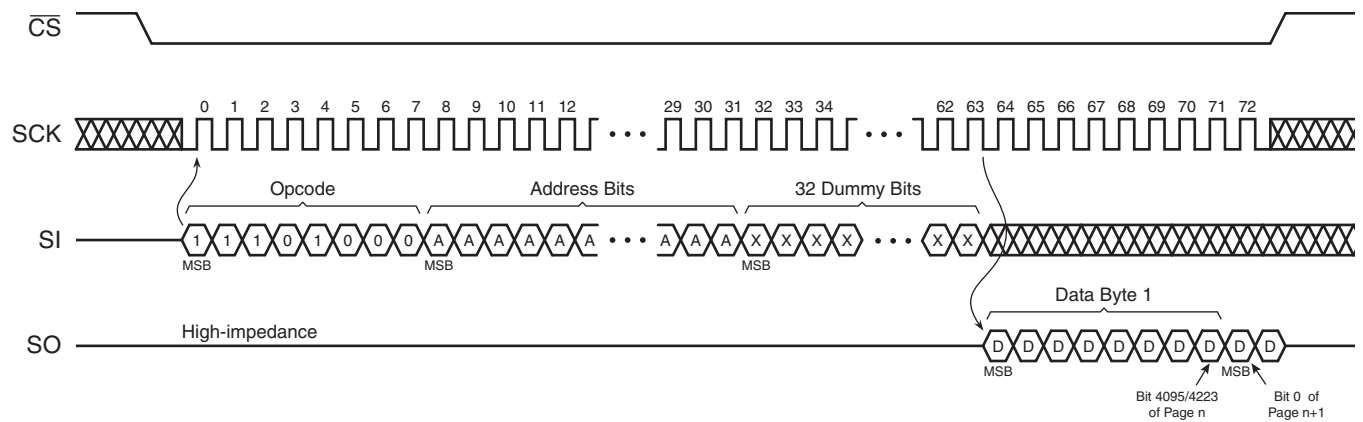 CS
0 1 2 3 4 5 6 7 8 9 10 11 12 29 30 31 32 33 34 62 63 64 65 66 67 68 69 70 71 72
SCK
Opcode Address Bits 32 Dummy Bits
SI 1 1 1 0 1 0 0 0 A A A A A A A A A X X X X X X
MSB MSB MSB
Data Byte 1
High-impedance
SO D D D D D D D D D D
MSB MSB
Bit 4095/4223 of Page n
Bit 0 of Page n+1